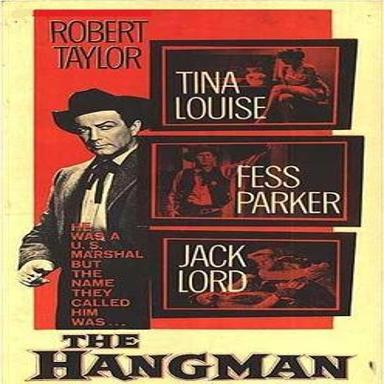 ROBERT
TAYLOR
TINA
LOUISE
FESS
PARKER
JACK
LORD
HE
WAS A
U.S.
MARSHAL
BUT
THE
NAME
THEY
CALLED
HIM
WAS...
THE
HANGMAN